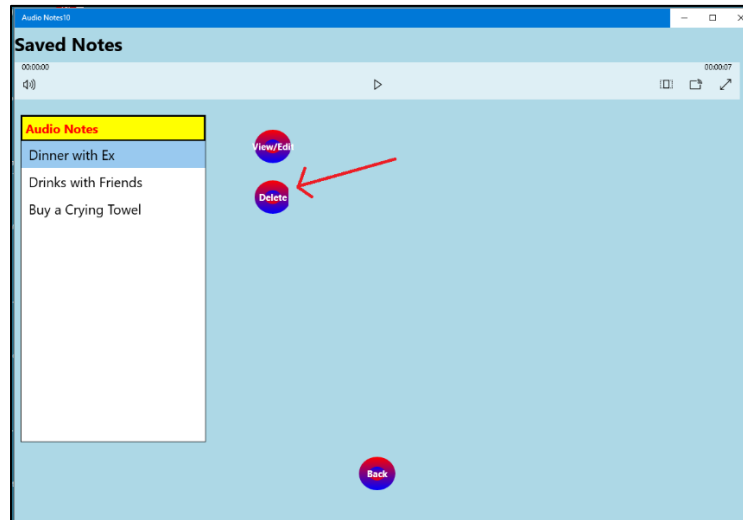 Audio Notes10
Saved Notes
00:00:00
00:00:07
Audio Notes
Dinner with Ex
Drinks with Friends
Buy a Crying Towel
View/Edit
Delete
Back